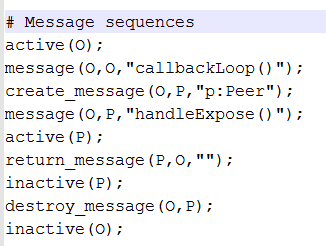 # Message sequences
active(O);
message(O,O,"callbackLoop()");
create_message(O,P,"p:Peer");
message(O,P,"handleExpose()");
active(P);
return_message(P,O,"");
inactive(P);
destroy_message(O,P);
inactive(O);